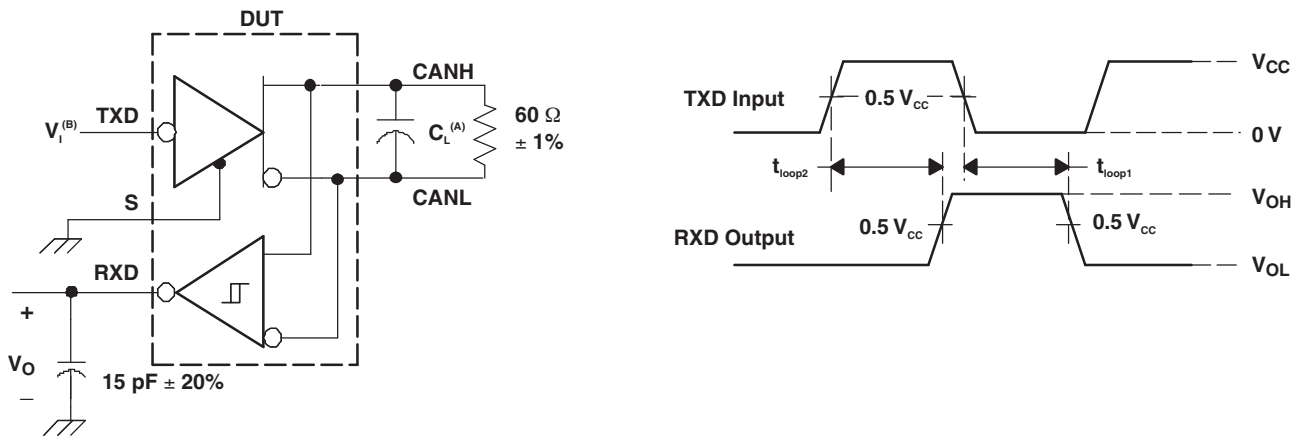 DUT
CANH
TXD
V_I^(B)
C_L^(A)
60 Ω
± 1%
S
CANL
RXD
+
V_O
–
15 pF ± 20%
V_CC
TXD Input
0.5 V_CC
0 V
t_loop2
t_loop1
V_OH
RXD Output
0.5 V_CC
0.5 V_CC
V_OL